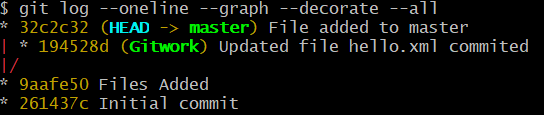 $ git log --oneline --graph --decorate --all
* 32c2c32 (HEAD -> master) File added to master
| * 194528d (Gitwork) Updated file hello.xml commited
|/
* 9aafe50 Files Added
* 261437c Initial commit